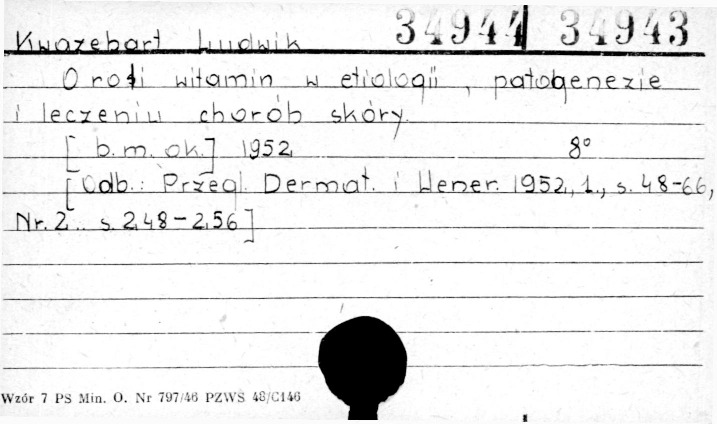 Kwazebart Ludwik 34944 34943
O roli witamin w etiologii, patogenezie
i leczeniu chorób skóry.
[b.m.ok.] 1952 8°
[Odb.: Przegl. Dermat. i Wener. 1952, 1., s. 48-66,
Nr. 2. s. 248-256]
Wzór 7 PS Min. O. Nr 797/46 PZWS 48/C146